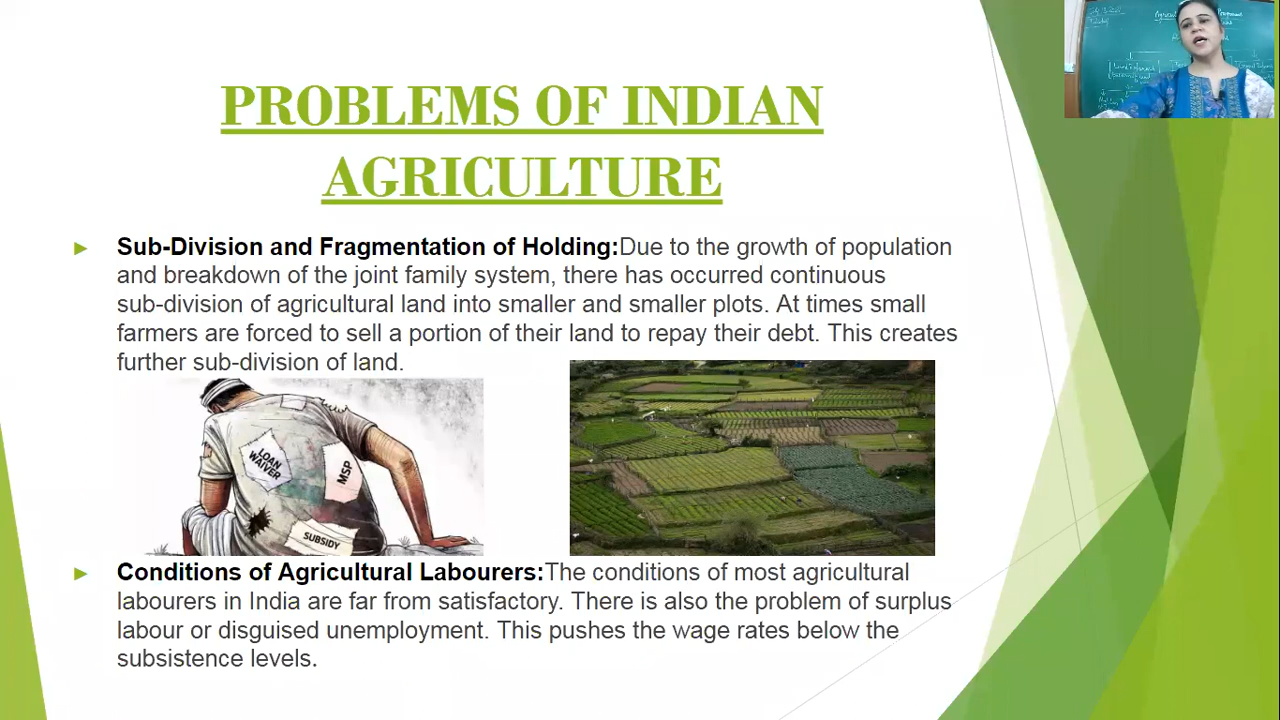 PROBLEMS OF INDIAN
AGRICULTURE
Sub-Division and Fragmentation of Holding:Due to the growth of population
and breakdown of the joint family system, there has occurred continuous
sub-division of agricultural land into smaller and smaller plots. At times small
farmers are forced to sell a portion of their land to repay their debt. This creates
further sub-division of land.
LOAN
WAIVER
MSP
SUBSIDY
Conditions of Agricultural Labourers:The conditions of most agricultural
labourers in India are far from satisfactory. There is also the problem of surplus
labour or disguised unemployment. This pushes the wage rates below the
subsistence levels.